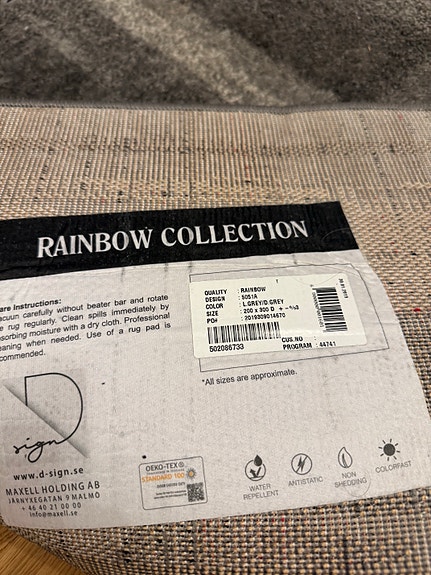 RAINBOW COLLECTION
are Instructions:
acuum carefully without beater bar and rotate
e rug regularly. Clean spills immediately by
sorbing moisture with a dry cloth. Professional
eaning when needed. Use of a rug pad is
commended.
QUALITY : RAINBOW
DESIGN : 5051A
COLOR : L.GREY/D.GREY
SIZE : 200 x 300 D
PO# : 2019309014670
502086733
CUS.NO
PROGRAM : 44741
*All sizes are approximate.
D
sign
www.d-sign.se
MAXELL HOLDING AB
JÄRNYXEGATAN 9 MALMÖ
+ 46 40 21 00 00
info@maxell.se
OEKO-TEX®
STANDARD 100
WATER
REPELLENT
ANTISTATIC
NON
SHEDDING
COLORFAST